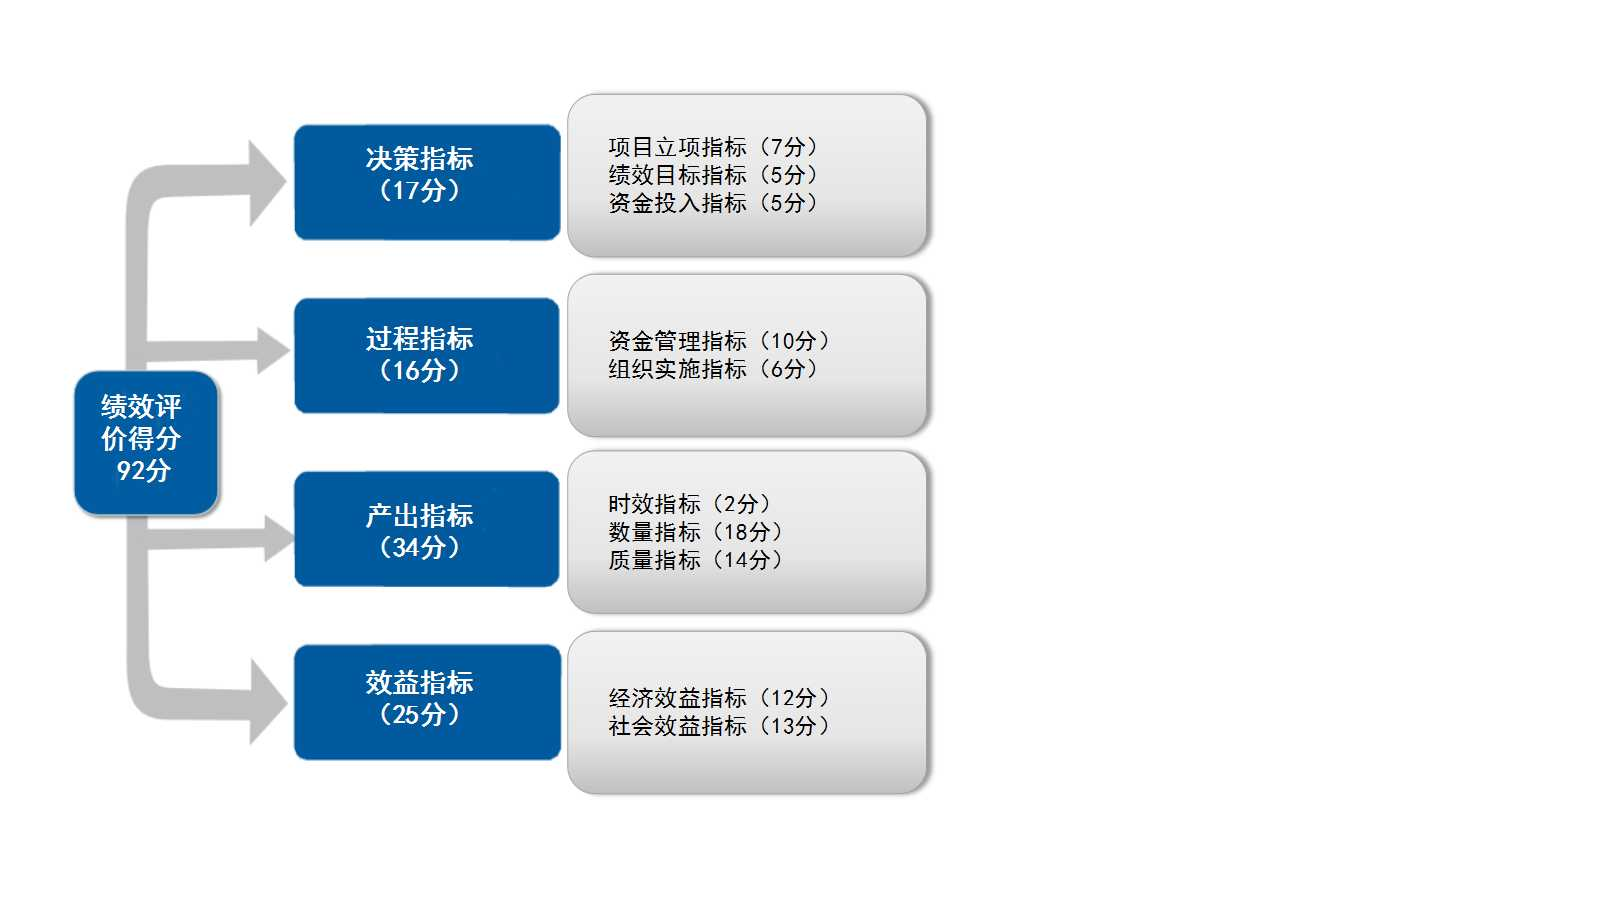 绩效评
价得分
92分
决策指标
（17分）
项目立项指标（7分）
绩效目标指标（5分）
资金投入指标（5分）
过程指标
（16分）
资金管理指标（10分）
组织实施指标（6分）
产出指标
（34分）
时效指标（2分）
数量指标（18分）
质量指标（14分）
效益指标
（25分）
经济效益指标（12分）
社会效益指标（13分）